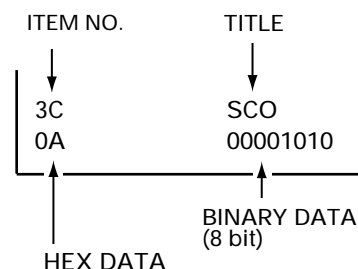 ITEM NO. TITLE
3C SCO
0A 00001010
BINARY DATA
(8 bit)
HEX DATA